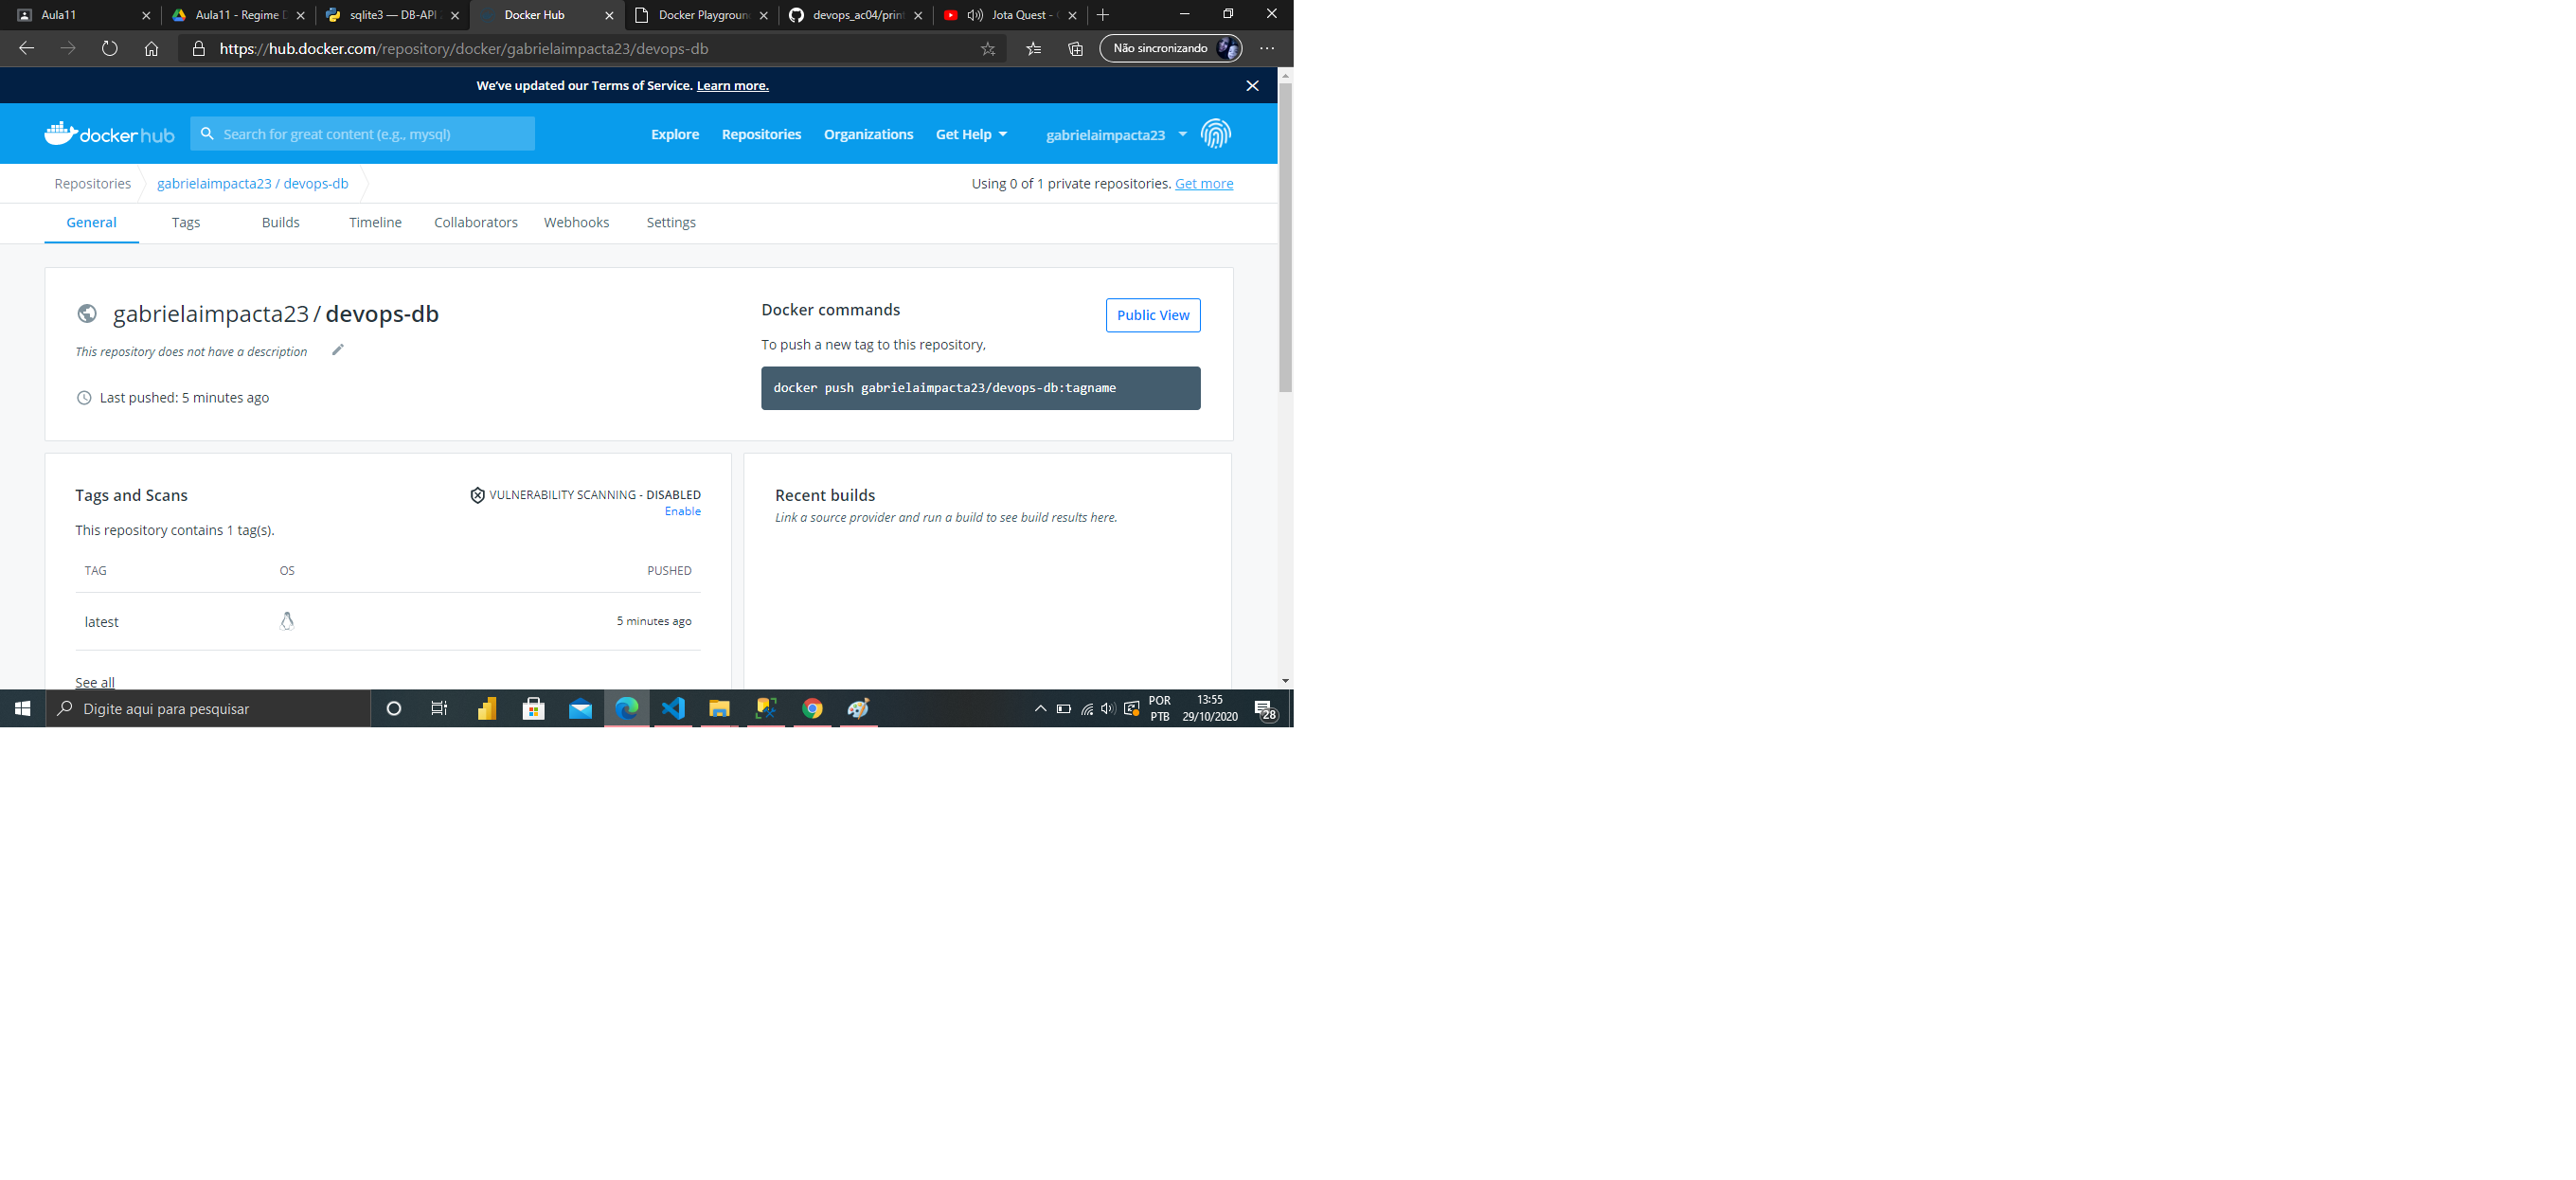 Aula11
Aula11 - Regime D
sqlite3 — DB-API 2
Docker Hub
Docker Playground
devops_ac04/print
Jota Quest -
https://hub.docker.com/repository/docker/gabrielaimpacta23/devops-db
Não sincronizando
We've updated our Terms of Service. Learn more.
docker hub
Search for great content (e.g., mysql)
Explore
Repositories
Organizations
Get Help
gabrielaimpacta23
Repositories
gabrielaimpacta23 / devops-db
Using 0 of 1 private repositories. Get more
General
Tags
Builds
Timeline
Collaborators
Webhooks
Settings
gabrielaimpacta23 / devops-db
This repository does not have a description
Last pushed: 5 minutes ago
Docker commands
Public View
To push a new tag to this repository,
docker push gabrielaimpacta23/devops-db:tagname
Tags and Scans
VULNERABILITY SCANNING - DISABLED
Enable
This repository contains 1 tag(s).
TAG
OS
PUSHED
latest
5 minutes ago
See all
Recent builds
Link a source provider and run a build to see build results here.
Digite aqui para pesquisar
POR
PTB
13:55
29/10/2020
28